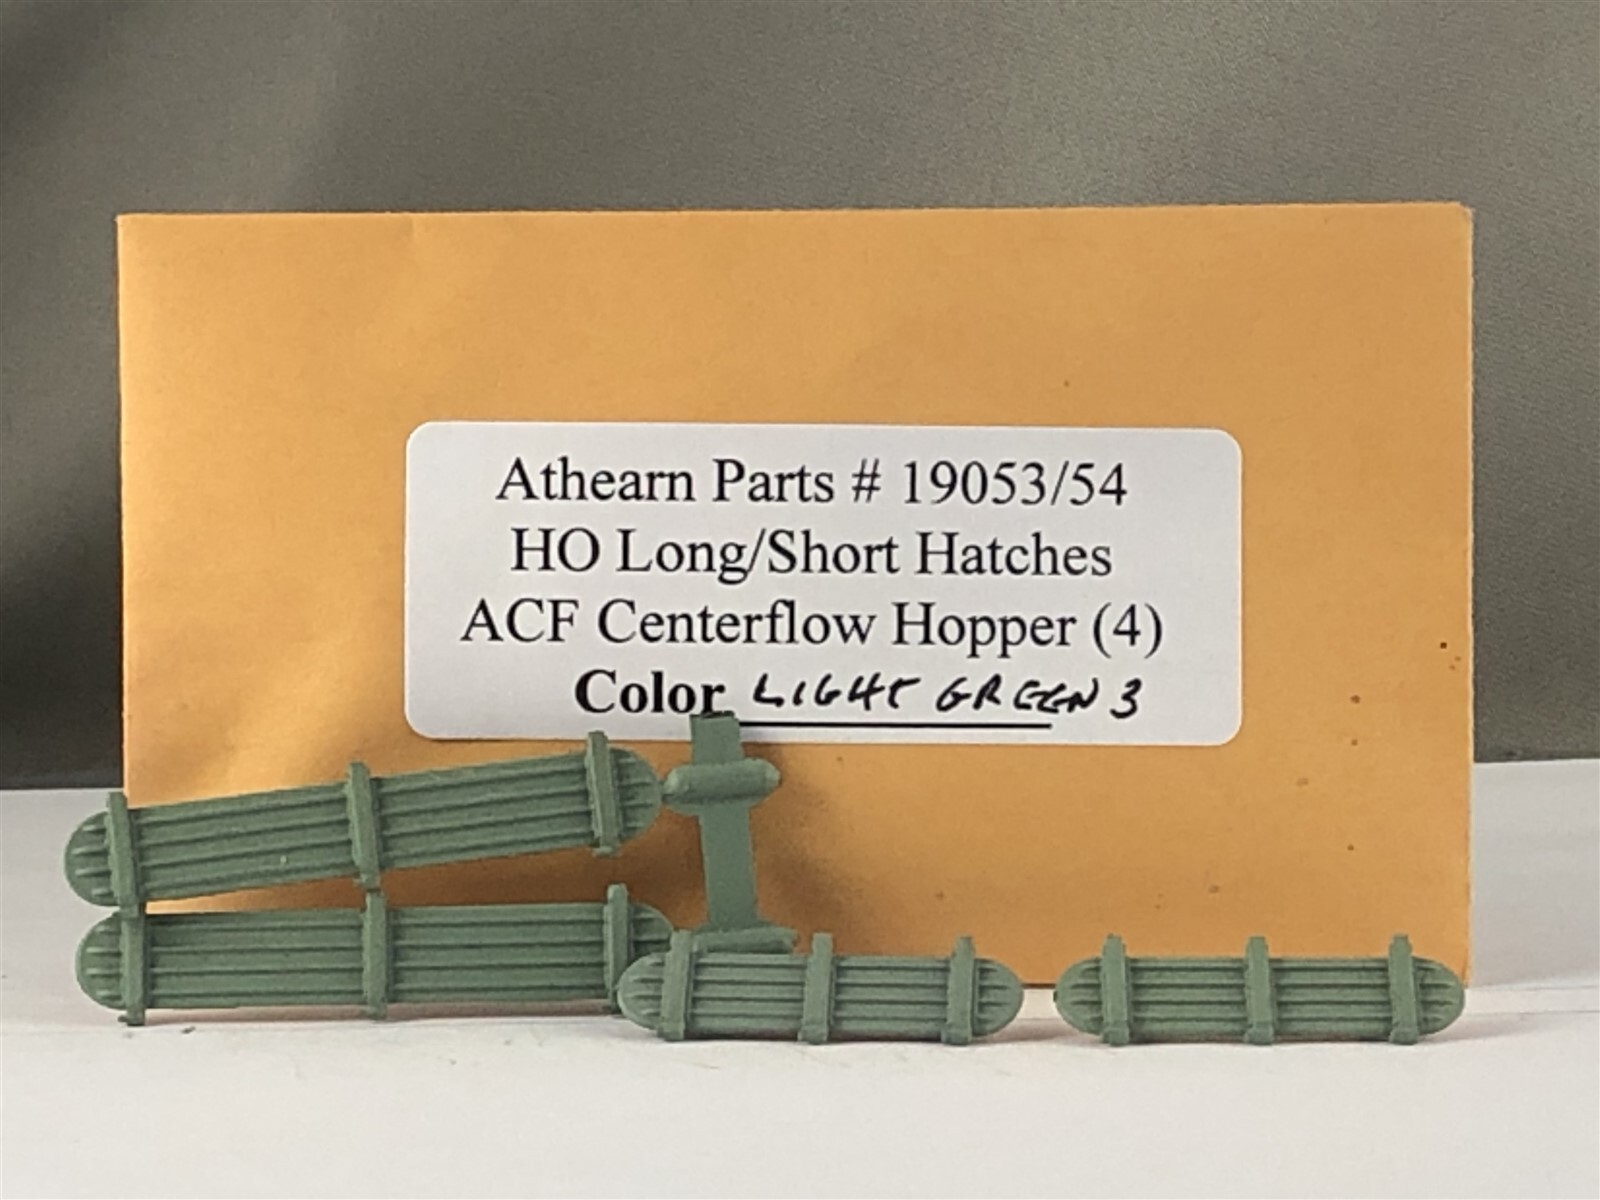 Athearn Parts # 19053/54
HO Long/Short Hatches
ACF Centerflow Hopper (4)
Color LIGHT GREEN 3